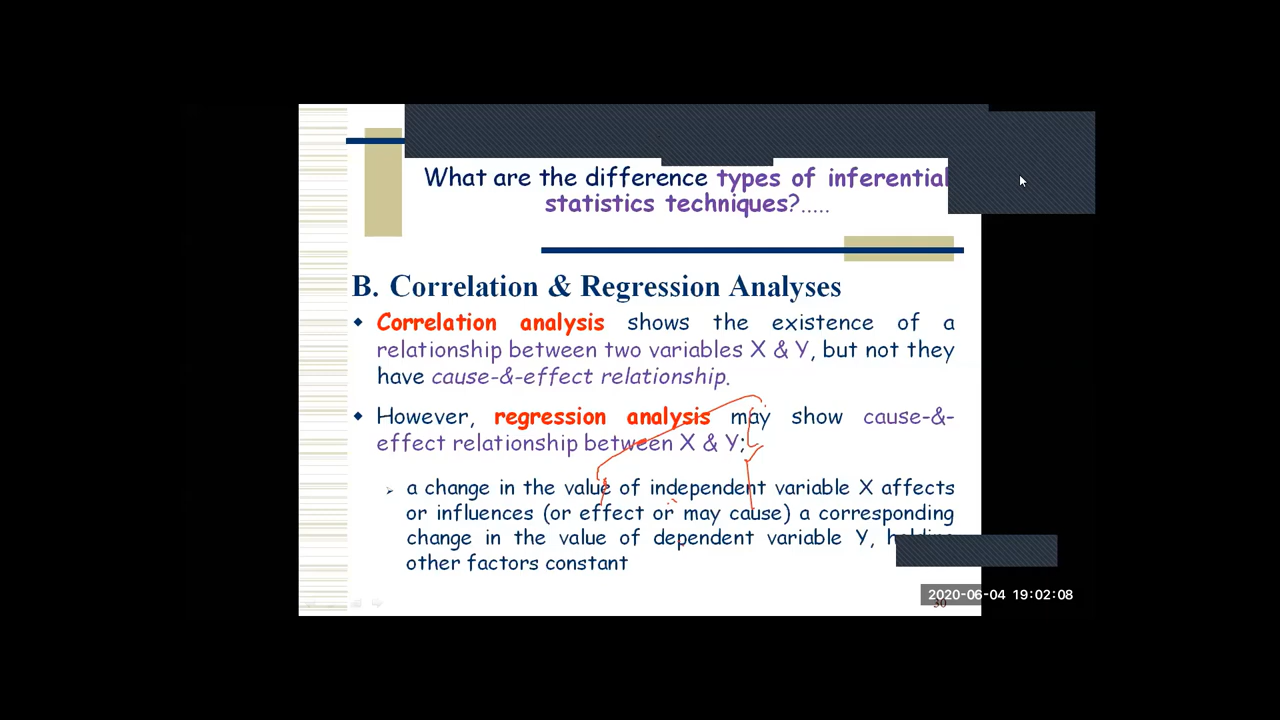 What are the difference types of inferential
statistics techniques?.....
B. Correlation & Regression Analyses
Correlation analysis shows the existence of a
relationship between two variables X & Y, but not they
have cause-&-effect relationship.
However, regression analysis may show cause-&-
effect relationship between X & Y;
a change in the value of independent variable X affects
or influences (or effect or may cause) a corresponding
change in the value of dependent variable Y,
other factors constant
2020-06-04 19:02:08